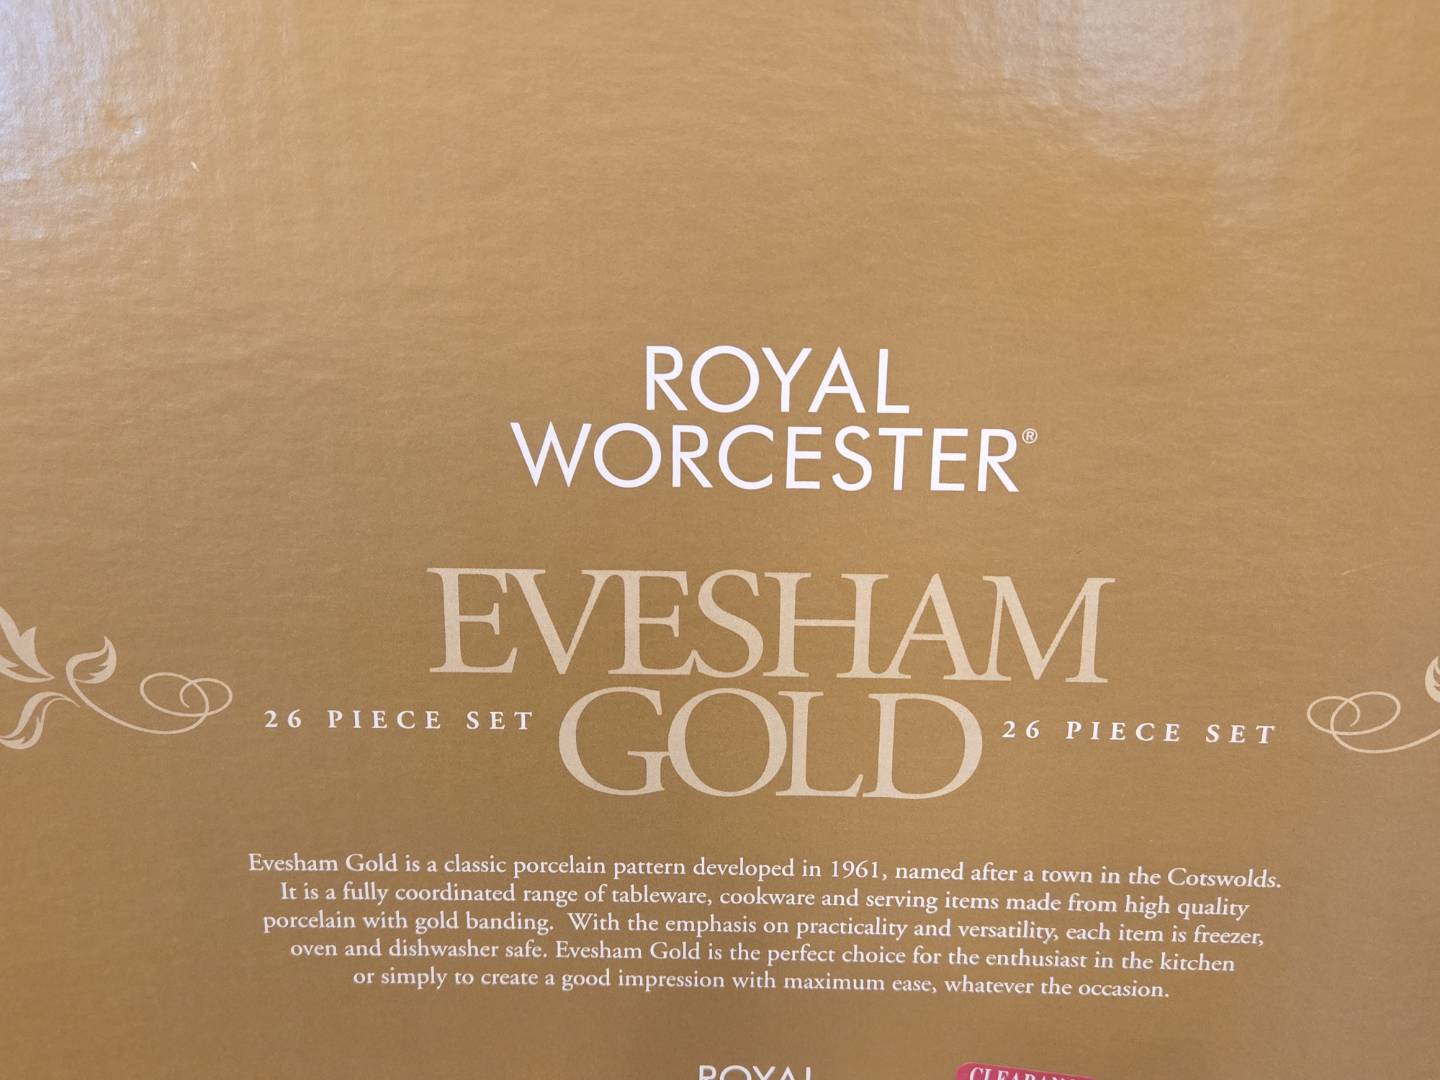 ROYAL
WORCESTER®
EVESHAM
26 PIECE SET GOLD 26 PIECE SET
Evesham Gold is a classic porcelain pattern developed in 1961, named after a town in the Cotswolds.
It is a fully coordinated range of tableware, cookware and serving items made from high quality
porcelain with gold banding. With the emphasis on practicality and versatility, each item is freezer,
oven and dishwasher safe. Evesham Gold is the perfect choice for the enthusiast in the kitchen
or simply to create a good impression with maximum ease, whatever the occasion.
ROYAL